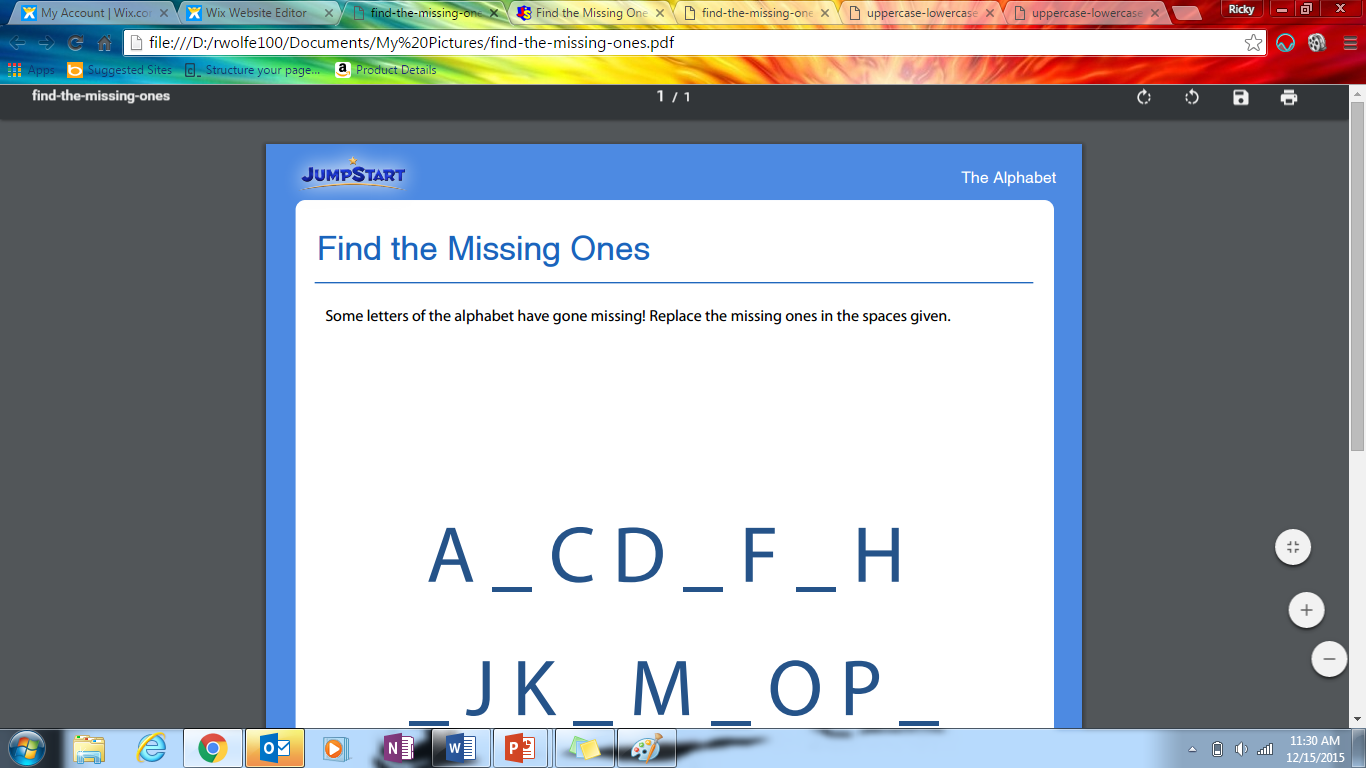 My Account | Wix.co
Wix Website Editor
find-the-missing-one
Find the Missing One
find-the-missing-one
uppercase-lowercase
uppercase-lowercase
Ricky
file:///D:/rwolfe100/Documents/My%20Pictures/find-the-missing-ones.pdf
Apps
Suggested Sites
Structure your page...
Product Details
find-the-missing-ones
1 / 1
JUMPSTART
The Alphabet
Find the Missing Ones
Some letters of the alphabet have gone missing! Replace the missing ones in the spaces given.
A _ C D _ F _ H
_ J K _ M _ O P _
11:30 AM
12/15/2015